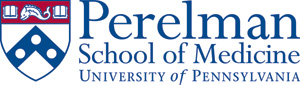 Perelman
School of Medicine
UNIVERSITY of PENNSYLVANIA